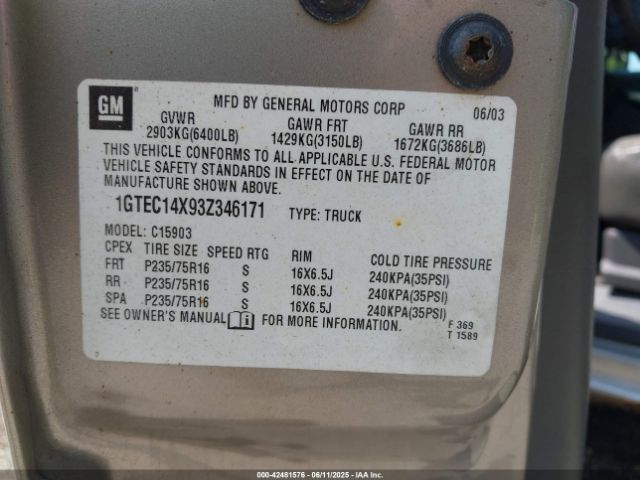 GM
MFD BY GENERAL MOTORS CORP 06/03
GVWR GAWR FRT GAWR RR
2903KG(6400LB) 1429KG(3150LB) 1672KG(3686LB)
THIS VEHICLE CONFORMS TO ALL APPLICABLE U.S. FEDERAL MOTOR
VEHICLE SAFETY STANDARDS IN EFFECT ON THE DATE OF
MANUFACTURE SHOWN ABOVE.
1GTEC14X93Z346171 TYPE: TRUCK
MODEL: C15903
CPEX TIRE SIZE SPEED RTG RIM COLD TIRE PRESSURE
FRT P235/75R16 S 16X6.5J 240KPA(35PSI)
RR P235/75R16 S 16X6.5J 240KPA(35PSI)
SPA P235/75R16 S 16X6.5J 240KPA(35PSI)
SEE OWNER'S MANUAL FOR MORE INFORMATION.
F 369
T 1589
000-42481576 - 06/11/2025 - IAA Inc.